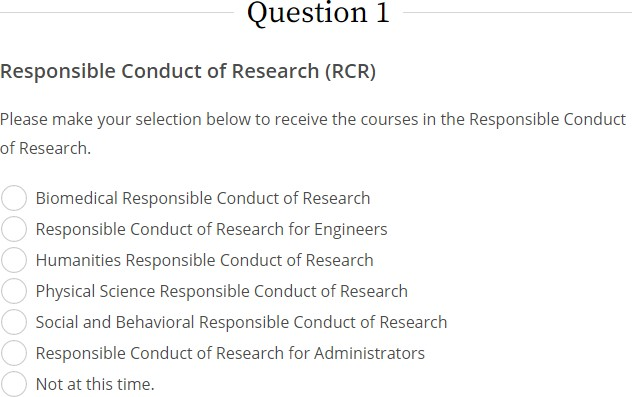 Question 1
Responsible Conduct of Research (RCR)
Please make your selection below to receive the courses in the Responsible Conduct
of Research.
Biomedical Responsible Conduct of Research
Responsible Conduct of Research for Engineers
Humanities Responsible Conduct of Research
Physical Science Responsible Conduct of Research
Social and Behavioral Responsible Conduct of Research
Responsible Conduct of Research for Administrators
Not at this time.